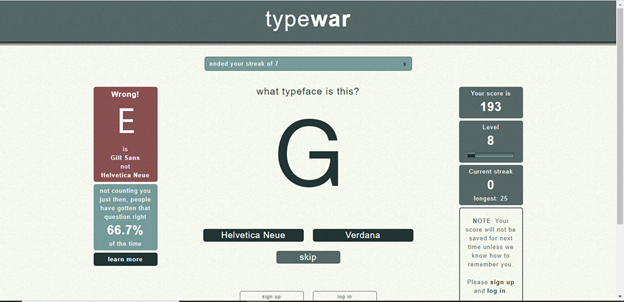 typewar
ended your streak of 7
Wrong!
E
is
Gill Sans
not
Helvetica Neue
not counting you
just then, people
have gotten that
question right
66.7%
of the time
learn more
what typeface is this?
G
Helvetica Neue
Verdana
skip
sign up
log in
Your score is
193
Level
8
Current streak
0
longest: 25
NOTE: Your
score will not be
saved for next
time unless we
know how to
remember you.
Please sign up
and log in.